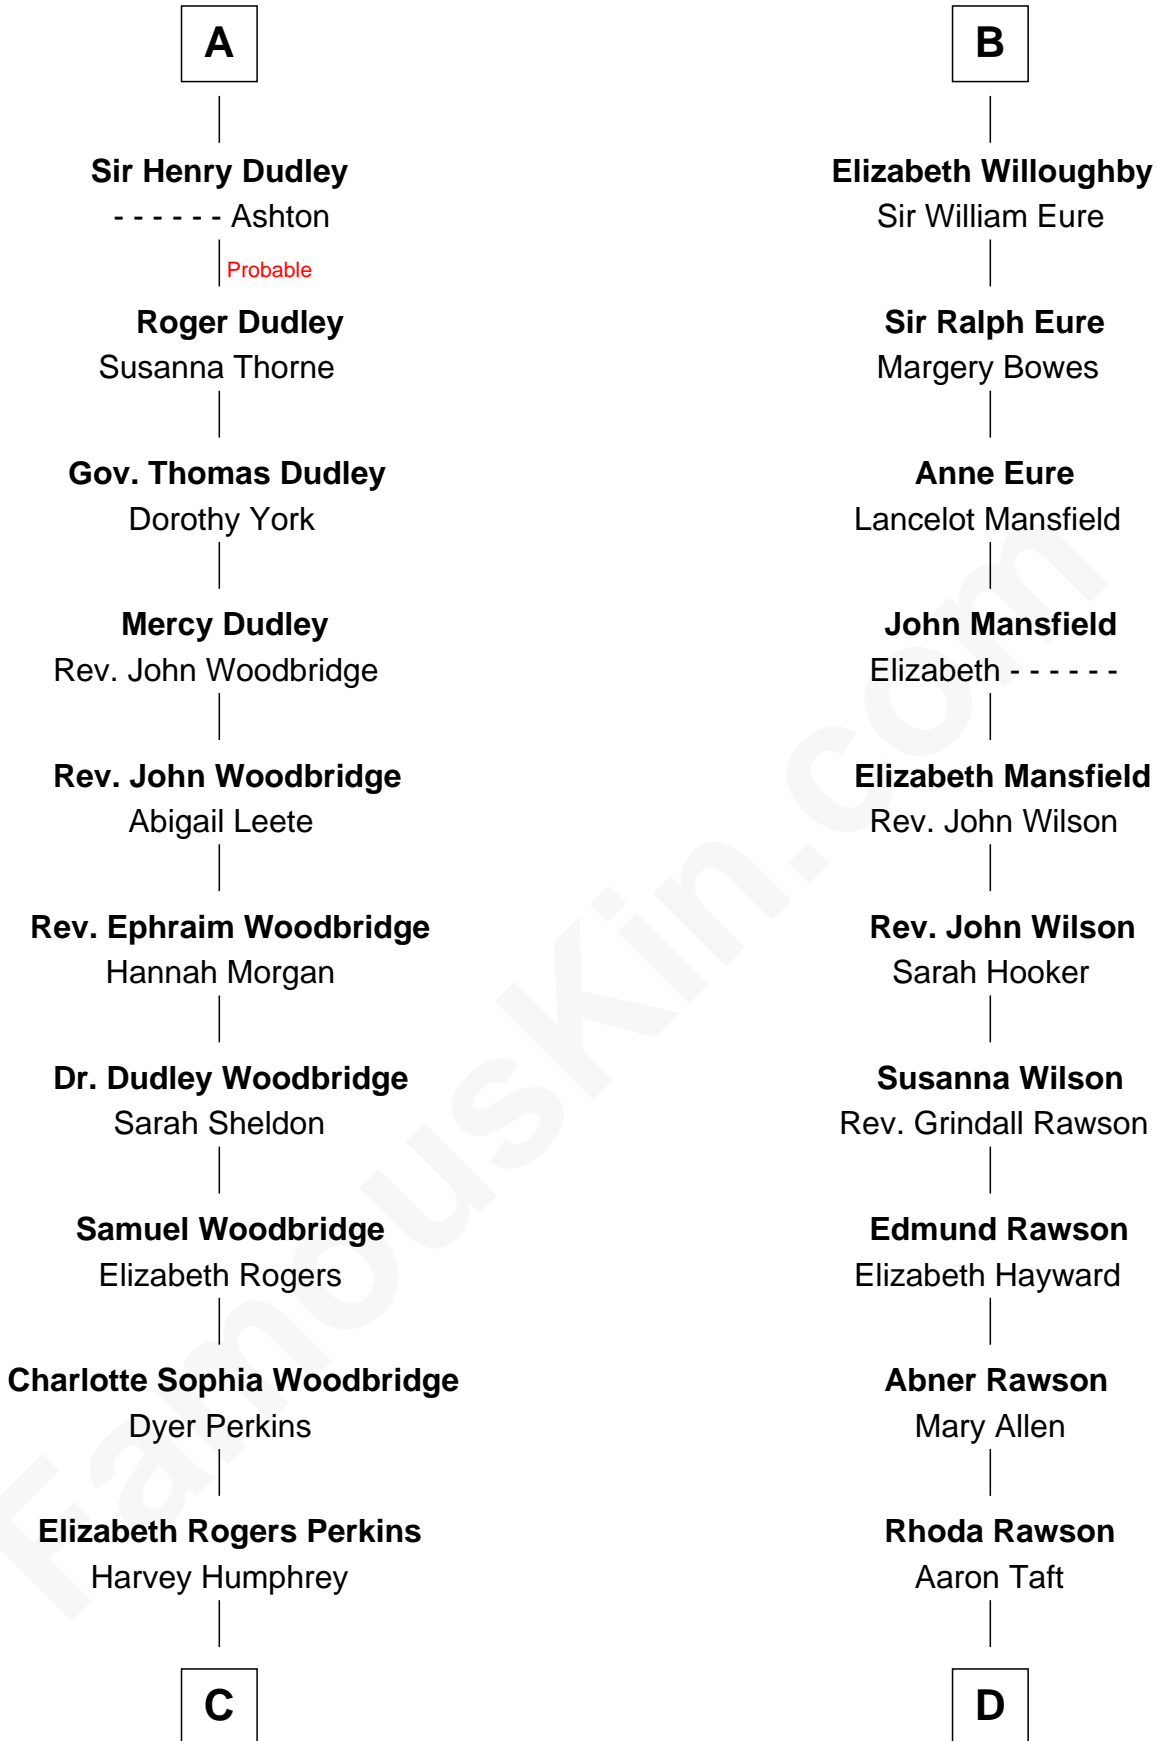 A
Sir Henry Dudley
- - - - - - Ashton
Probable
Roger Dudley
Susanna Thorne
Gov. Thomas Dudley
Dorothy York
Mercy Dudley
Rev. John Woodbridge
Rev. John Woodbridge
Abigail Leete
Rev. Ephraim Woodbridge
Hannah Morgan
Dr. Dudley Woodbridge
Sarah Sheldon
Samuel Woodbridge
Elizabeth Rogers
Charlotte Sophia Woodbridge
Dyer Perkins
Elizabeth Rogers Perkins
Harvey Humphrey
C
B
Elizabeth Willoughby
Sir William Eure
Sir Ralph Eure
Margery Bowes
Anne Eure
Lancelot Mansfield
John Mansfield
Elizabeth - - - - - -
Elizabeth Mansfield
Rev. John Wilson
Rev. John Wilson
Sarah Hooker
Susanna Wilson
Rev. Grindall Rawson
Edmund Rawson
Elizabeth Hayward
Abner Rawson
Mary Allen
Rhoda Rawson
Aaron Taft
D
FamousKin.com